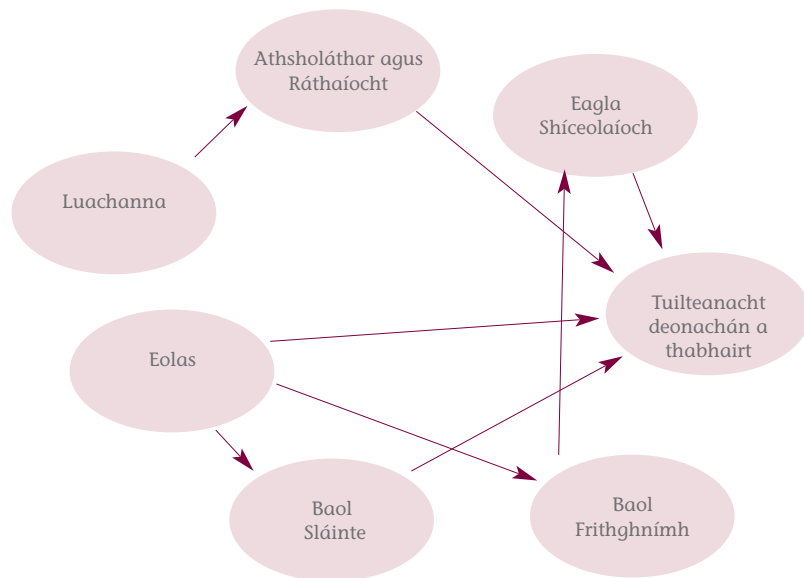 Athsholáthar agus
Ráthaíocht
Eagla
Shíceolaíoch
Luachanna
Tuilteanacht
deonachán a
thabhairt
Eolas
Baol
Sláinte
Baol
Frithghnímh